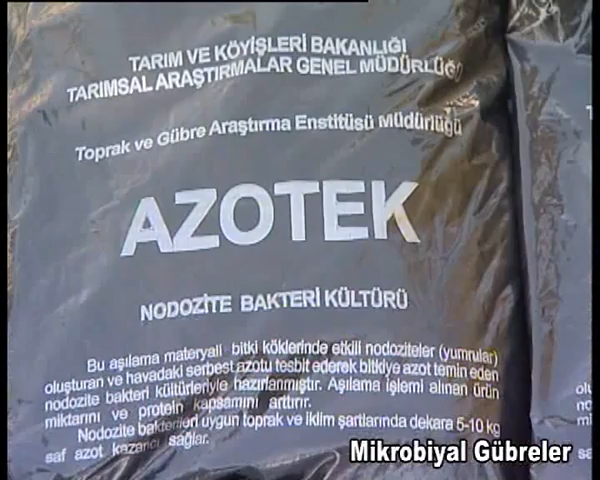 TARIM VE KÖYİŞLERİ BAKANLIĞI
TARIMSAL ARAŞTIRMALAR GENEL MÜDÜRLÜĞÜ
Toprak ve Gübre Araştırma Enstitüsü Müdürlüğü
AZOTEK
NODOZİTE BAKTERİ KÜLTÜRÜ
Bu aşılama materyali bitki köklerinde etkili nodoziteler (yumrular)
oluşturan ve havadaki serbest azotu tesbit ederek bitkiye azot temin eden
nodozite bakteri kültürleriyle hazırlanmıştır. Aşılama işlemi alınan ürün
miktarını ve protein kapsamını arttırır.
Nodozite bakterileri uygun toprak ve iklim şartlarında dekara 5-10 kg
saf azot kazancı sağlar.
Mikrobiyal Gübreler